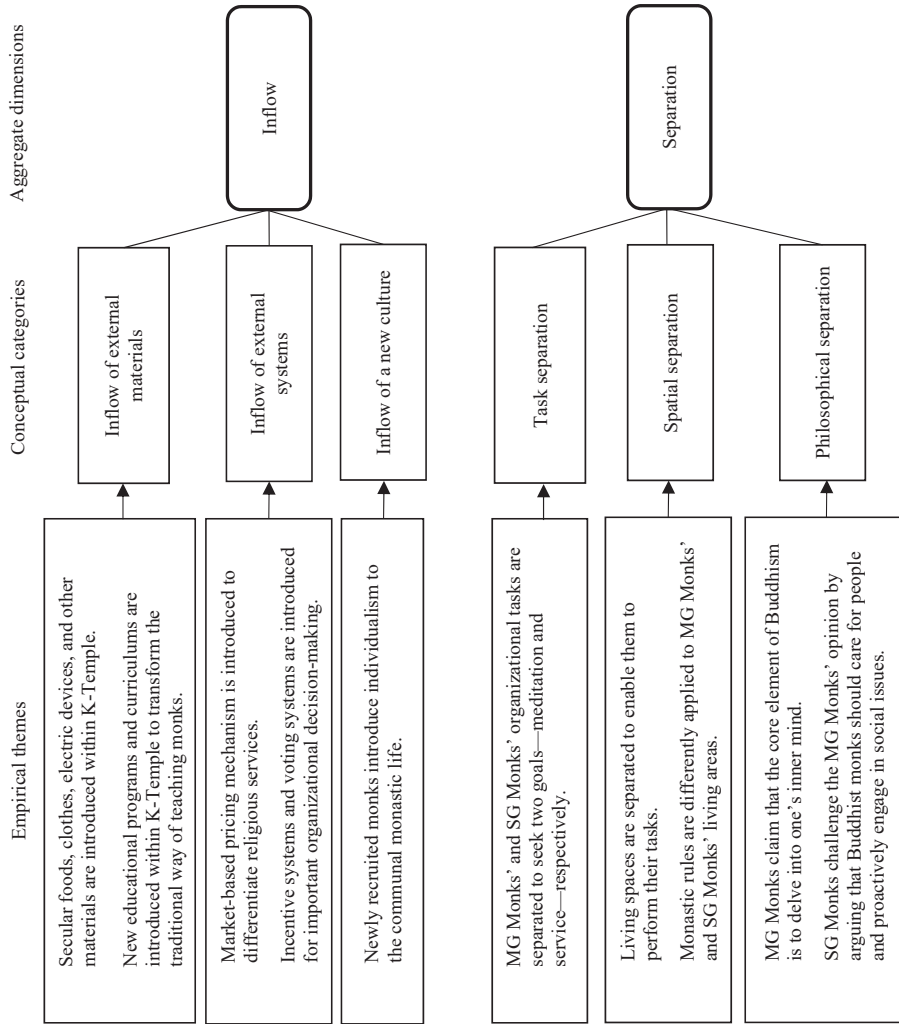 Empirical themes
Conceptual categories
Aggregate dimensions
Secular foods, clothes, electric devices, and other
materials are introduced within K-Temple.
New educational programs and curriculums are
introduced within K-Temple to transform the
traditional way of teaching monks.
Inflow of external
materials
Market-based pricing mechanism is introduced to
differentiate religious services.
Incentive systems and voting systems are introduced
for important organizational decision-making.
Inflow of external
systems
Inflow
Newly recruited monks introduce individualism to
the communal monastic life.
Inflow of a new culture
MG Monks’ and SG Monks’ organizational tasks are
separated to seek two goals—meditation and
service—respectively.
Task separation
Living spaces are separated to enable them to
perform their tasks.
Monastic rules are differently applied to MG Monks’
and SG Monks’ living areas.
Spatial separation
Separation
MG Monks claim that the core element of Buddhism
is to delve into one’s inner mind.
SG Monks challenge the MG Monks’ opinion by
arguing that Buddhist monks should care for people
and proactively engage in social issues.
Philosophical separation